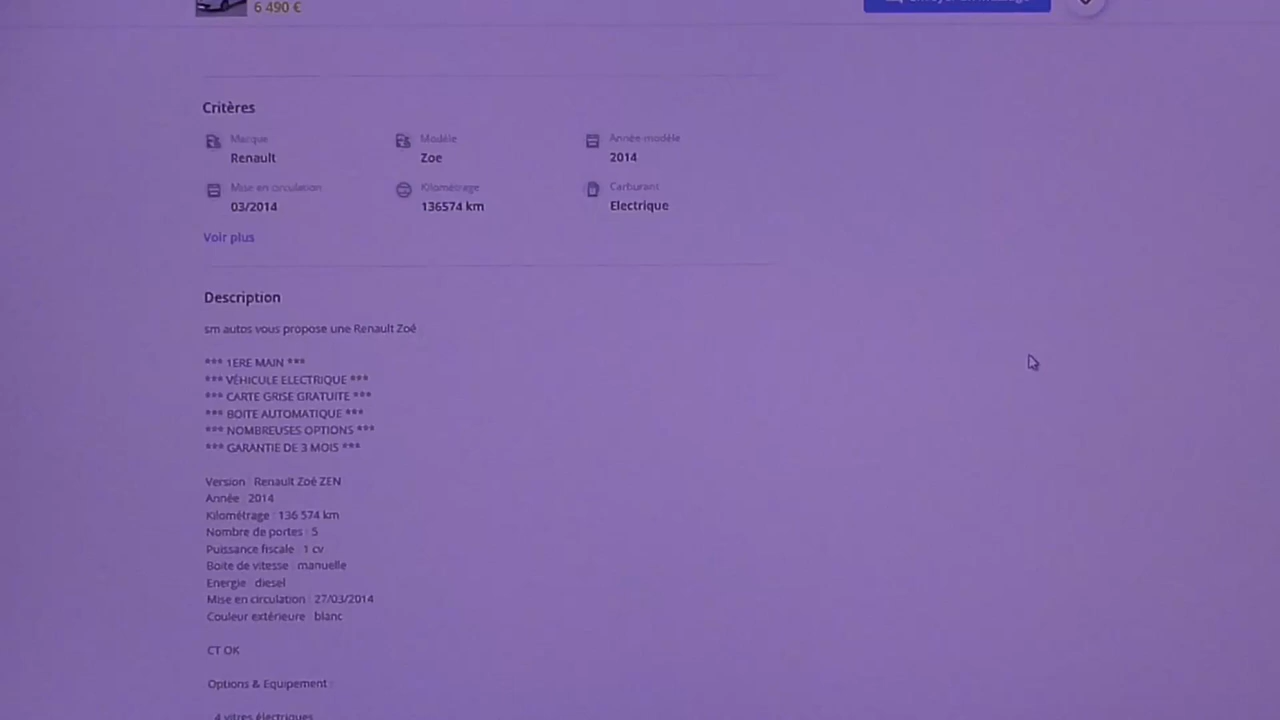 6 490 €
Critères
Marque
Renault
Modèle
Zoe
Année-modèle
2014
Mise en circulation
03/2014
Kilométrage
136574 km
Carburant
Electrique
Voir plus
Description
sm autos vous propose une Renault Zoé
*** 1ERE MAIN ***
*** VÉHICULE ELECTRIQUE ***
*** CARTE GRISE GRATUITE ***
*** BOITE AUTOMATIQUE ***
*** NOMBREUSES OPTIONS ***
*** GARANTIE DE 3 MOIS ***
Version : Renault Zoé ZEN
Année : 2014
Kilométrage : 136 574 km
Nombre de portes : 5
Puissance fiscale : 1 cv
Boite de vitesse : manuelle
Energie : diesel
Mise en circulation : 27/03/2014
Couleur extérieure : blanc
CT OK
Options & Equipement :
4 vitres électriques